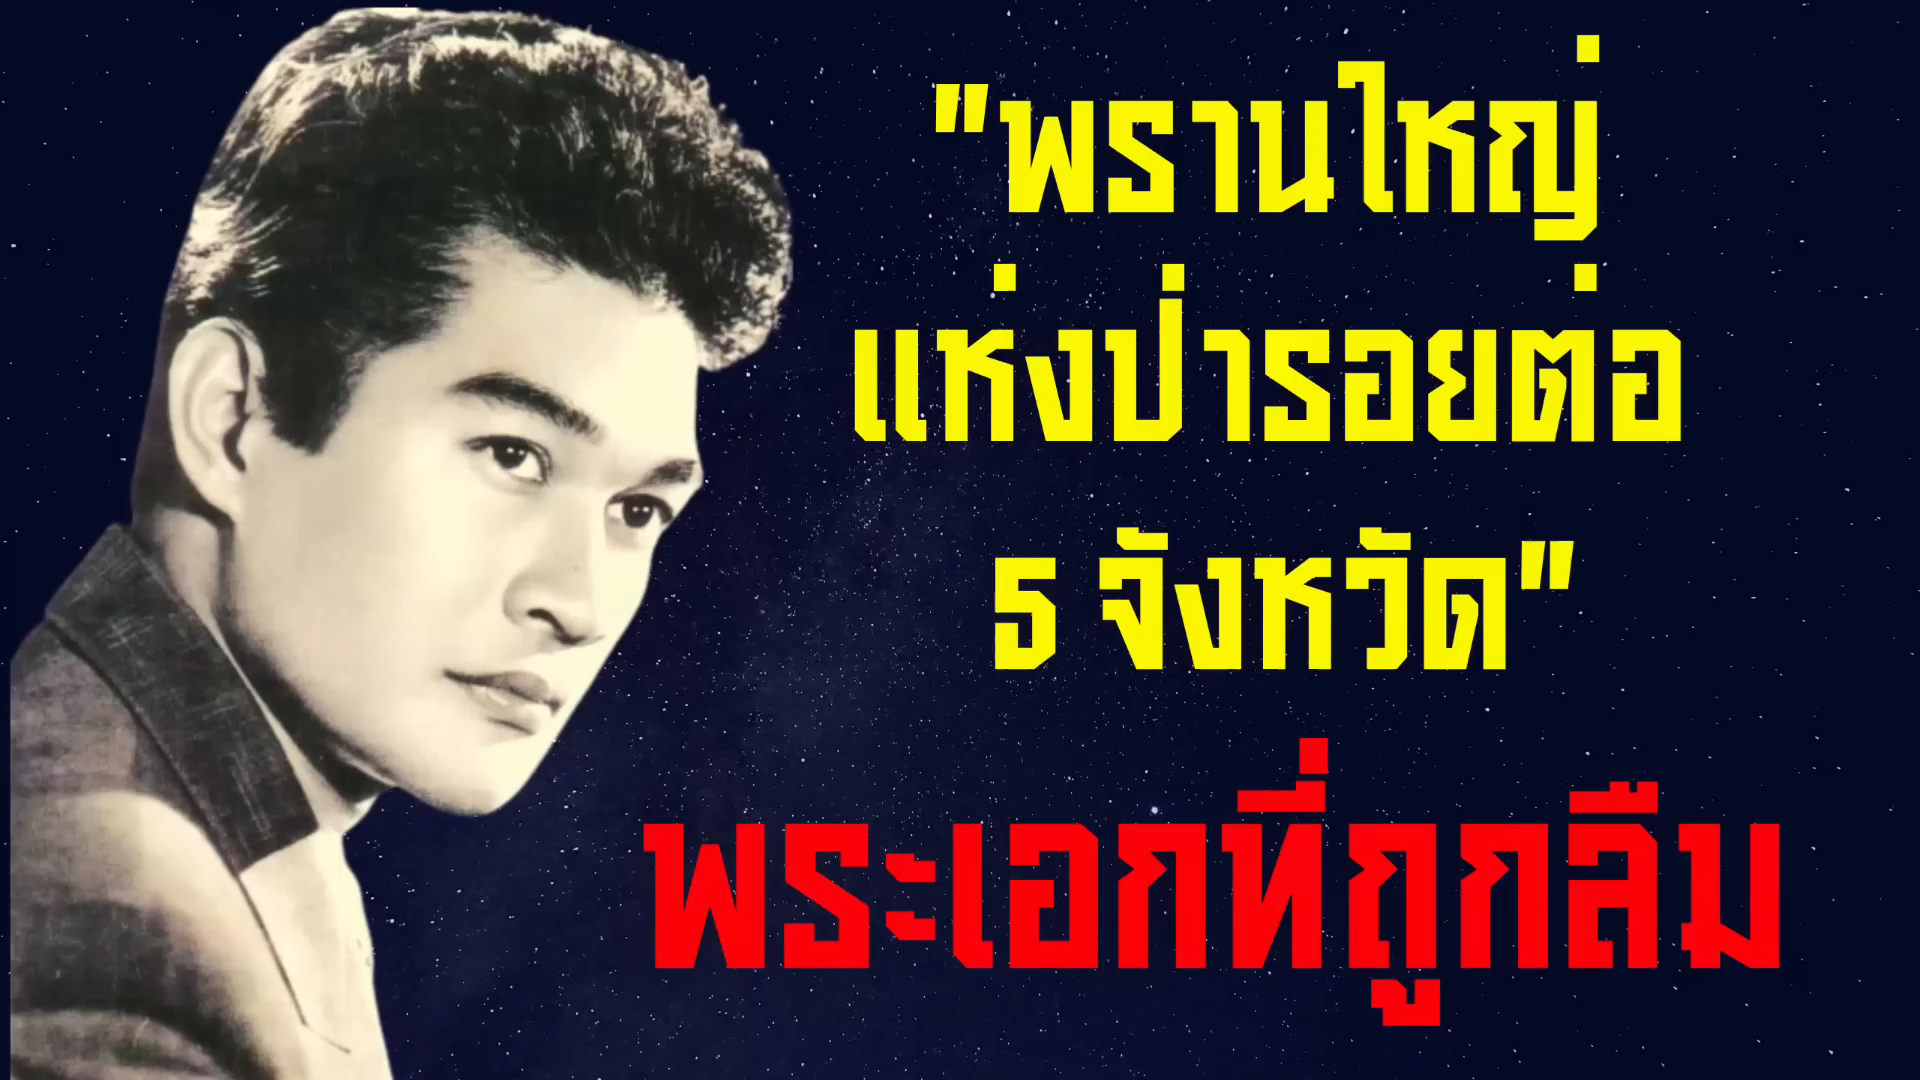 "พรานใหญ่
แห่งป่ารอยต่อ
5 จังหวัด"
พระเอกที่ถูกลืม